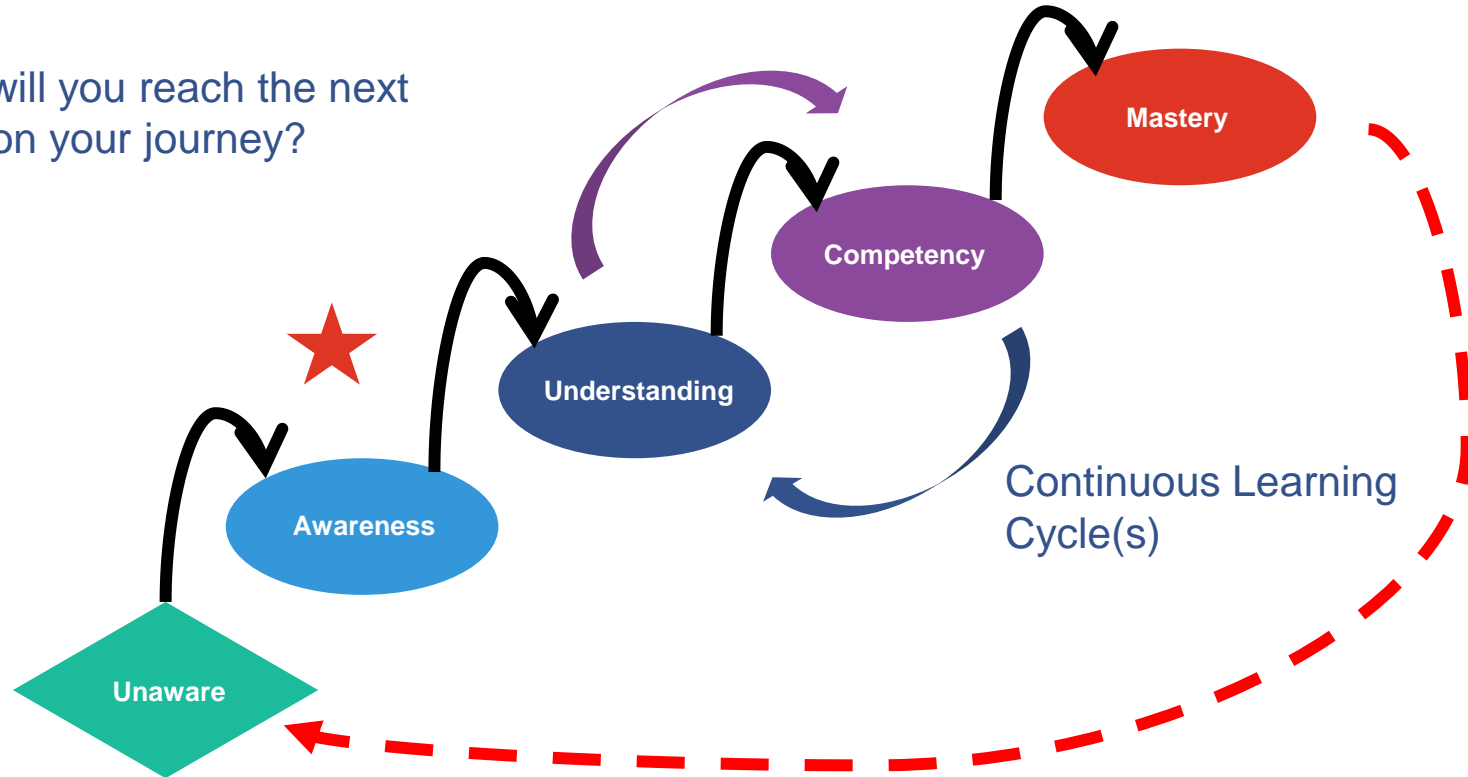 will you reach the next
on your journey?
Mastery
Competency
Understanding
Continuous Learning
Cycle(s)
Awareness
Unaware